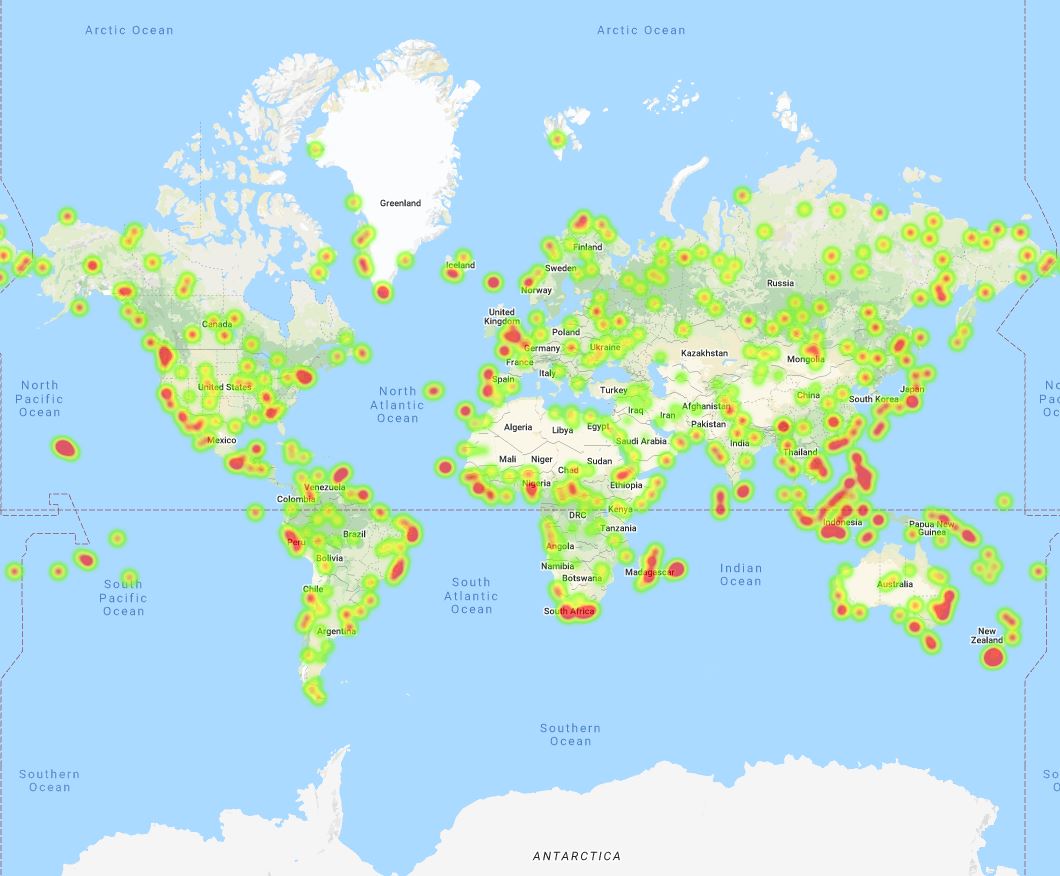 Arctic Ocean
Arctic Ocean
Greenland
Iceland
Finland
Sweden
Norway
Russia
United
Kingdom
Canada
Poland
Germany
Ukraine
France
Kazakhstan
Mongolia
Italy
Spain
United States
North
Pacific
Ocean
North
Atlantic
Ocean
Turkey
China
South Korea
Japan
No
Pac
Oc
Iraq
Iran
Afghanistan
Pakistan
Algeria
Libya
Egypt
Saudi Arabia
India
Mexico
Thailand
Mali
Niger
Chad
Sudan
Nigeria
Ethiopia
Venezuela
Colombia
Kenya
DRC
Tanzania
Indonesia
Papua New
Guinea
Peru
Brazil
Bolivia
Angola
Namibia
Botswana
Madagascar
Indian
Ocean
Australia
Chile
South
Pacific
Ocean
South
Atlantic
Ocean
South Africa
Argentina
New
Zealand
Southern
Ocean
Southern
Ocean
So
O
ANTARCTICA